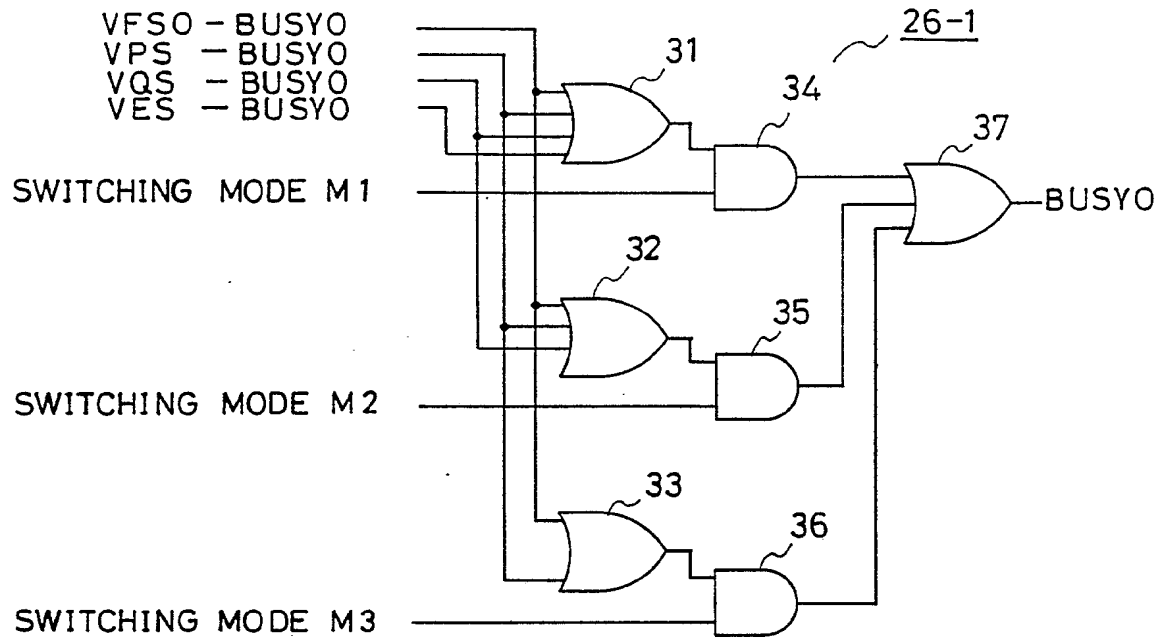 VFSO-BUSYO
VPS -BUSYO
VQS -BUSYO
VES -BUSYO
26-1
31
34
37
SWITCHING MODE M1
BUSYO
32
35
SWITCHING MODE M2
33
36
SWITCHING MODE M3